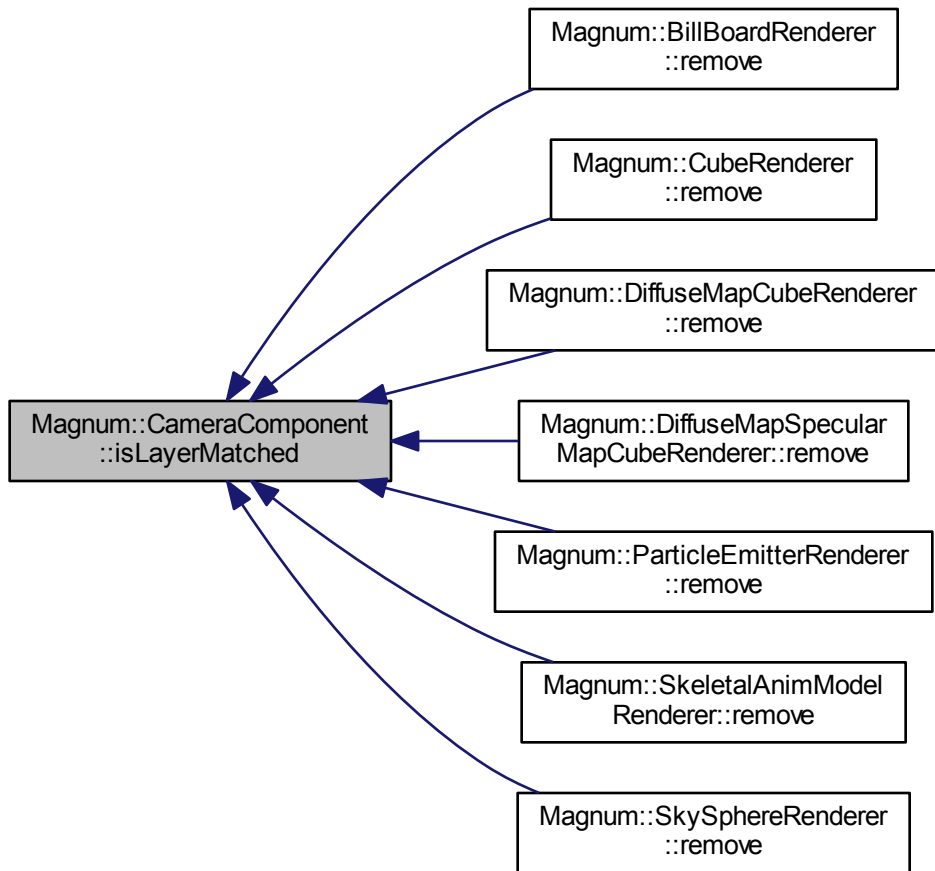 Magnum::BillBoardRenderer
::remove
Magnum::CubeRenderer
::remove
Magnum::DiffuseMapCubeRenderer
::remove
Magnum::CameraComponent
::isLayerMatched
Magnum::DiffuseMapSpecular
MapCubeRenderer::remove
Magnum::ParticleEmitterRenderer
::remove
Magnum::SkeletalAnimModel
Renderer::remove
Magnum::SkySphereRenderer
::remove